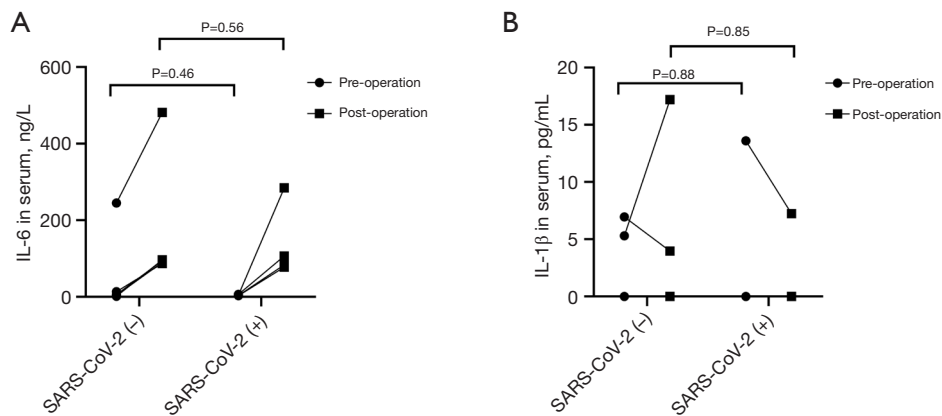 A
P=0.56
P=0.46
600
400
200
0
IL-6 in serum, ng/L
Pre-operation
Post-operation
SARS-CoV-2 (−)
SARS-CoV-2 (+)
B
P=0.85
P=0.88
20
15
10
5
0
IL-1β in serum, pg/mL
Pre-operation
Post-operation
SARS-CoV-2 (−)
SARS-CoV-2 (+)